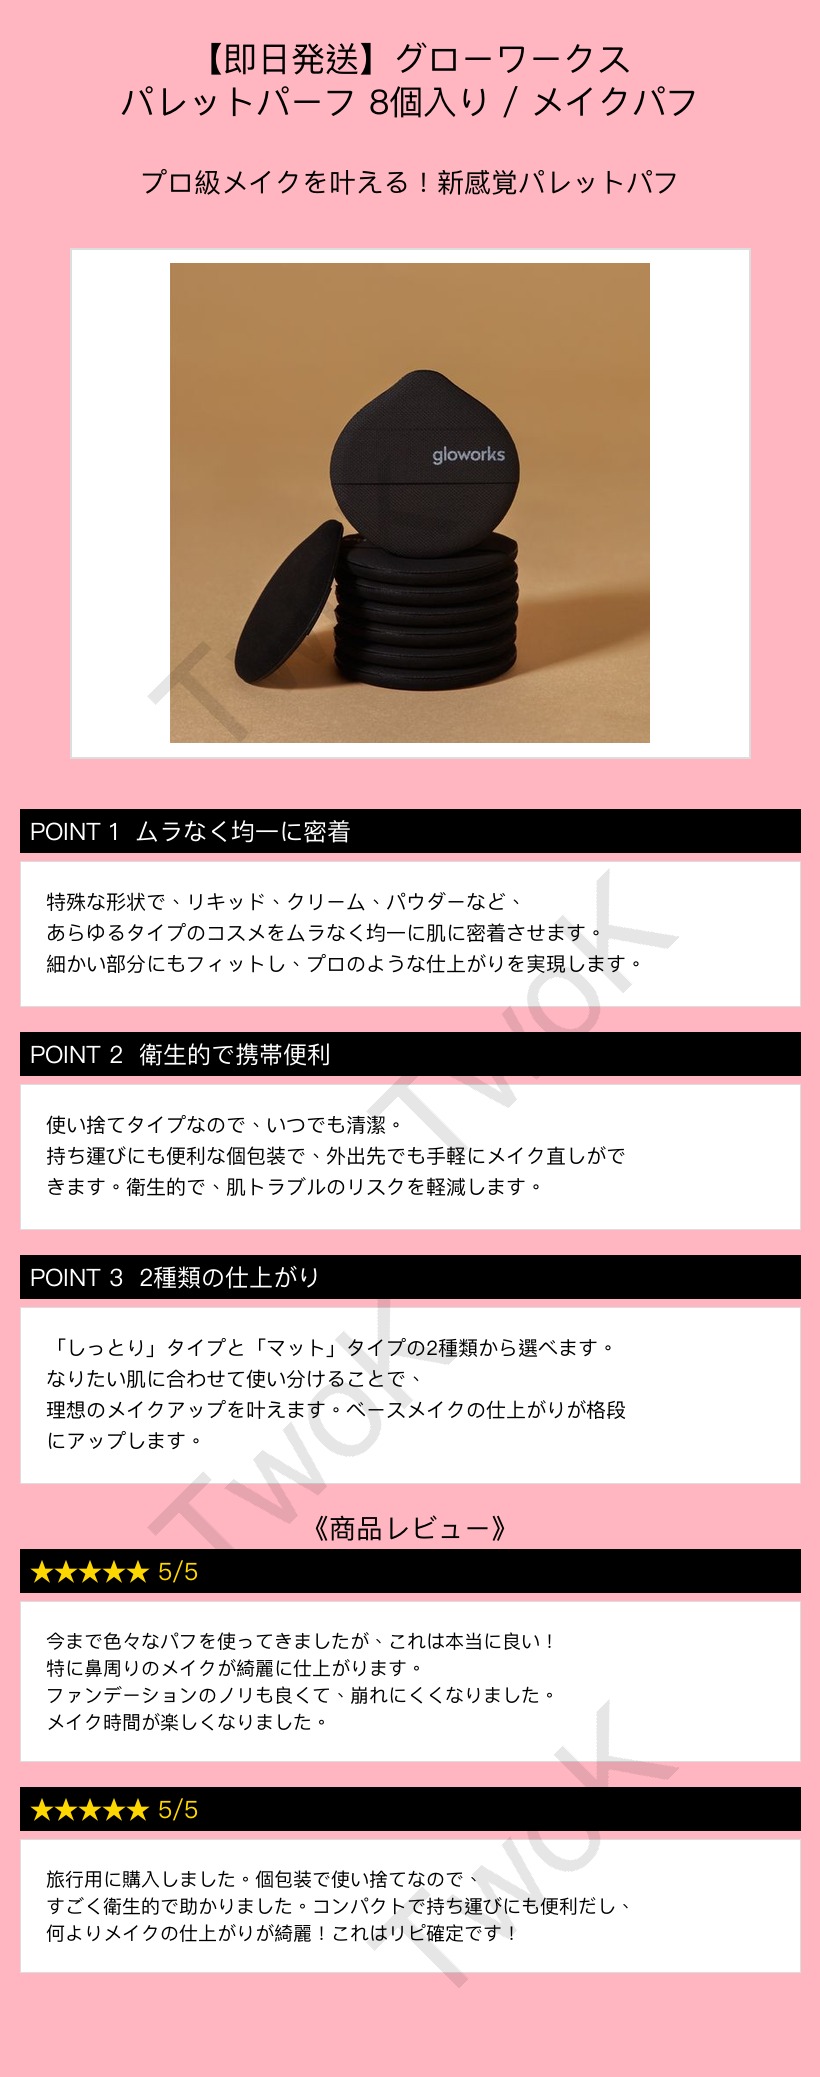 【即日発送】グローワークス
パレットパーフ 8個入り / メイクパフ
プロ級メイクを叶える！新感覚パレットパフ
gloworks
POINT 1 ムラなく均一に密着
特殊な形状で、リキッド、クリーム、パウダーなど、
あらゆるタイプのコスメをムラなく均一に肌に密着させます。
細かい部分にもフィットし、プロのような仕上がりを実現します。
POINT 2 衛生的で携帯便利
使い捨てタイプなので、いつでも清潔。
持ち運びにも便利な個包装で、外出先でも手軽にメイク直しがで
きます。衛生的で、肌トラブルのリスクを軽減します。
POINT 3 2種類の仕上がり
「しっとり」タイプと「マット」タイプの2種類から選べます。
なりたい肌に合わせて使い分けることで、
理想のメイクアップを叶えます。ベースメイクの仕上がりが格段
にアップします。
《商品レビュー》
★★★★★ 5/5
今まで色々なパフを使ってきましたが、これは本当に良い！
特に鼻周りのメイクが綺麗に仕上がります。
ファンデーションのノリも良くて、崩れにくくなりました。
メイク時間が楽しくなりました。
★★★★★ 5/5
旅行用に購入しました。個包装で使い捨てなので、
すごく衛生的で助かりました。コンパクトで持ち運びにも便利だし、
何よりメイクの仕上がりが綺麗！これはリピ確定です！
TwoK
TwoK
TwoK
TwoK